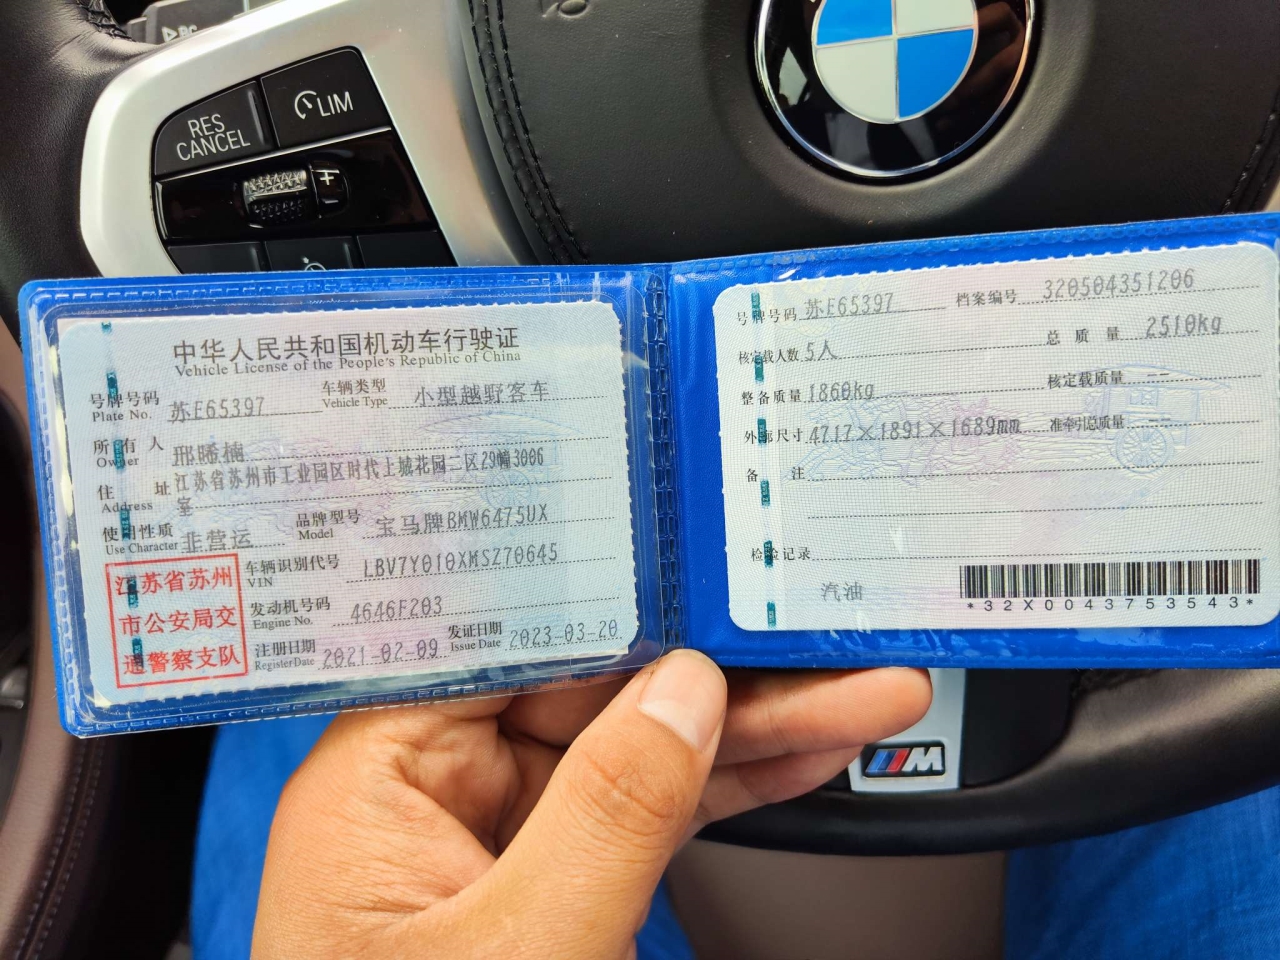 RES
CANCEL
LIM
+
中华人民共和国机动车行驶证
Vehicle License of the People's Republic of China
号牌号码 Plate No. 苏E65397 车辆类型 Vehicle Type 小型越野客车
所有人 Owner 邢晞楠
住址 Address 江苏省苏州市工业园区时代上城花园二区29幢3006
室
使用性质 Use Character 非营运 品牌型号 Model 宝马牌BMW6475UX
车辆识别代号 VIN LBV7Y010XMSZ70645
发动机号码 Engine No. 4646F203
注册日期 Register Date 2021-02-09 发证日期 Issue Date 2023-03-20
江苏省苏州
市公安局交
通警察支队
号牌号码 苏E65397 档案编号 320504351206
核定载人数 5人 总质量 2510kg
整备质量 1860kg 核定载质量 --
外廓尺寸 4717×1891×1689mm 准牵引总质量 --
备注
检验记录
汽油
*32X0043753543*
M